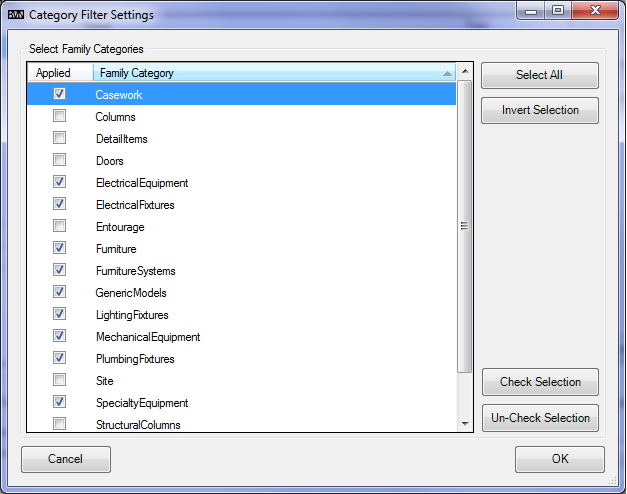 Category Filter Settings
Select Family Categories
Applied Family Category
Casework
Columns
DetailItems
Doors
ElectricalEquipment
ElectricalFixtures
Entourage
Furniture
FurnitureSystems
GenericModels
LightingFixtures
MechanicalEquipment
PlumbingFixtures
Site
SpecialtyEquipment
StructuralColumns
Select All
Invert Selection
Check Selection
Un-Check Selection
Cancel
OK